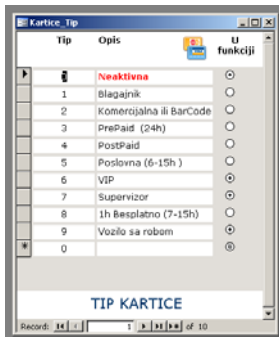 Kartice_Tip
Tip Opis U funkciji
Neaktivna
1 Blagajnik
2 Komercijalna ili BarCode
3 PrePaid (24h)
4 PostPaid
5 Poslovna (6-15h )
6 VIP
7 Supervizor
8 1h Besplatno (7-15h)
9 Vozilo sa robom
0
TIP KARTICE
Record: 1 of 10